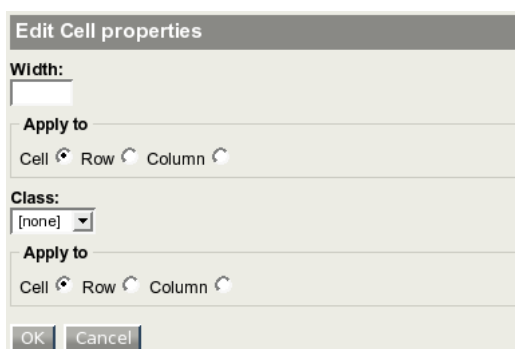 Edit Cell properties
Width:
Apply to
Cell Row Column
Class:
[none]
Apply to
Cell Row Column
OK Cancel